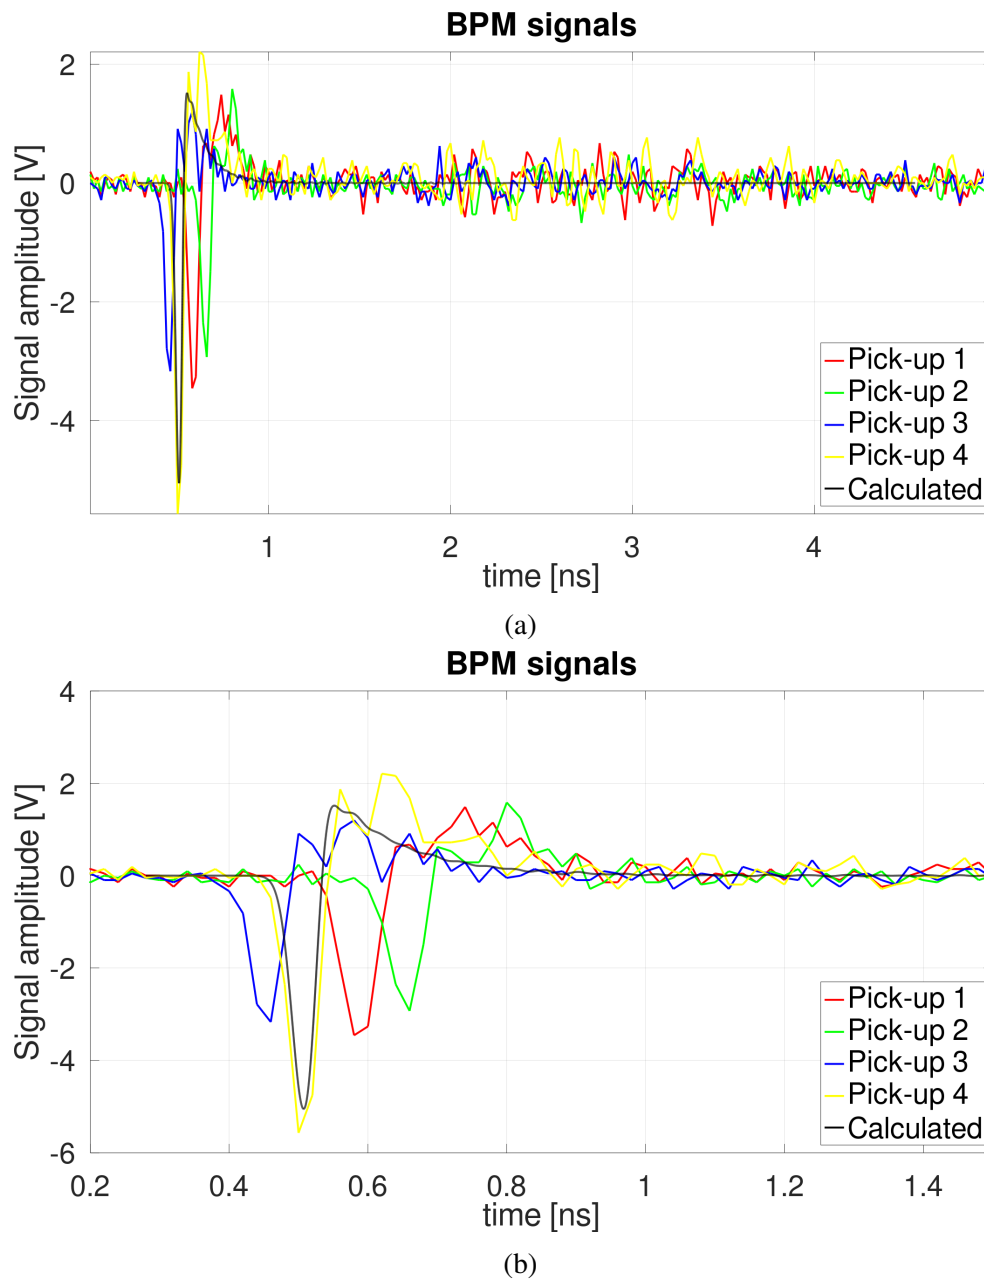 BPM signals
Signal amplitude [V]
2
0
-2
-4
1 2 3 4
time [ns]
Pick-up 1
Pick-up 2
Pick-up 3
Pick-up 4
Calculated
(a)
BPM signals
Signal amplitude [V]
4
2
0
-2
-4
-6
0.2 0.4 0.6 0.8 1 1.2 1.4
time [ns]
Pick-up 1
Pick-up 2
Pick-up 3
Pick-up 4
Calculated
(b)